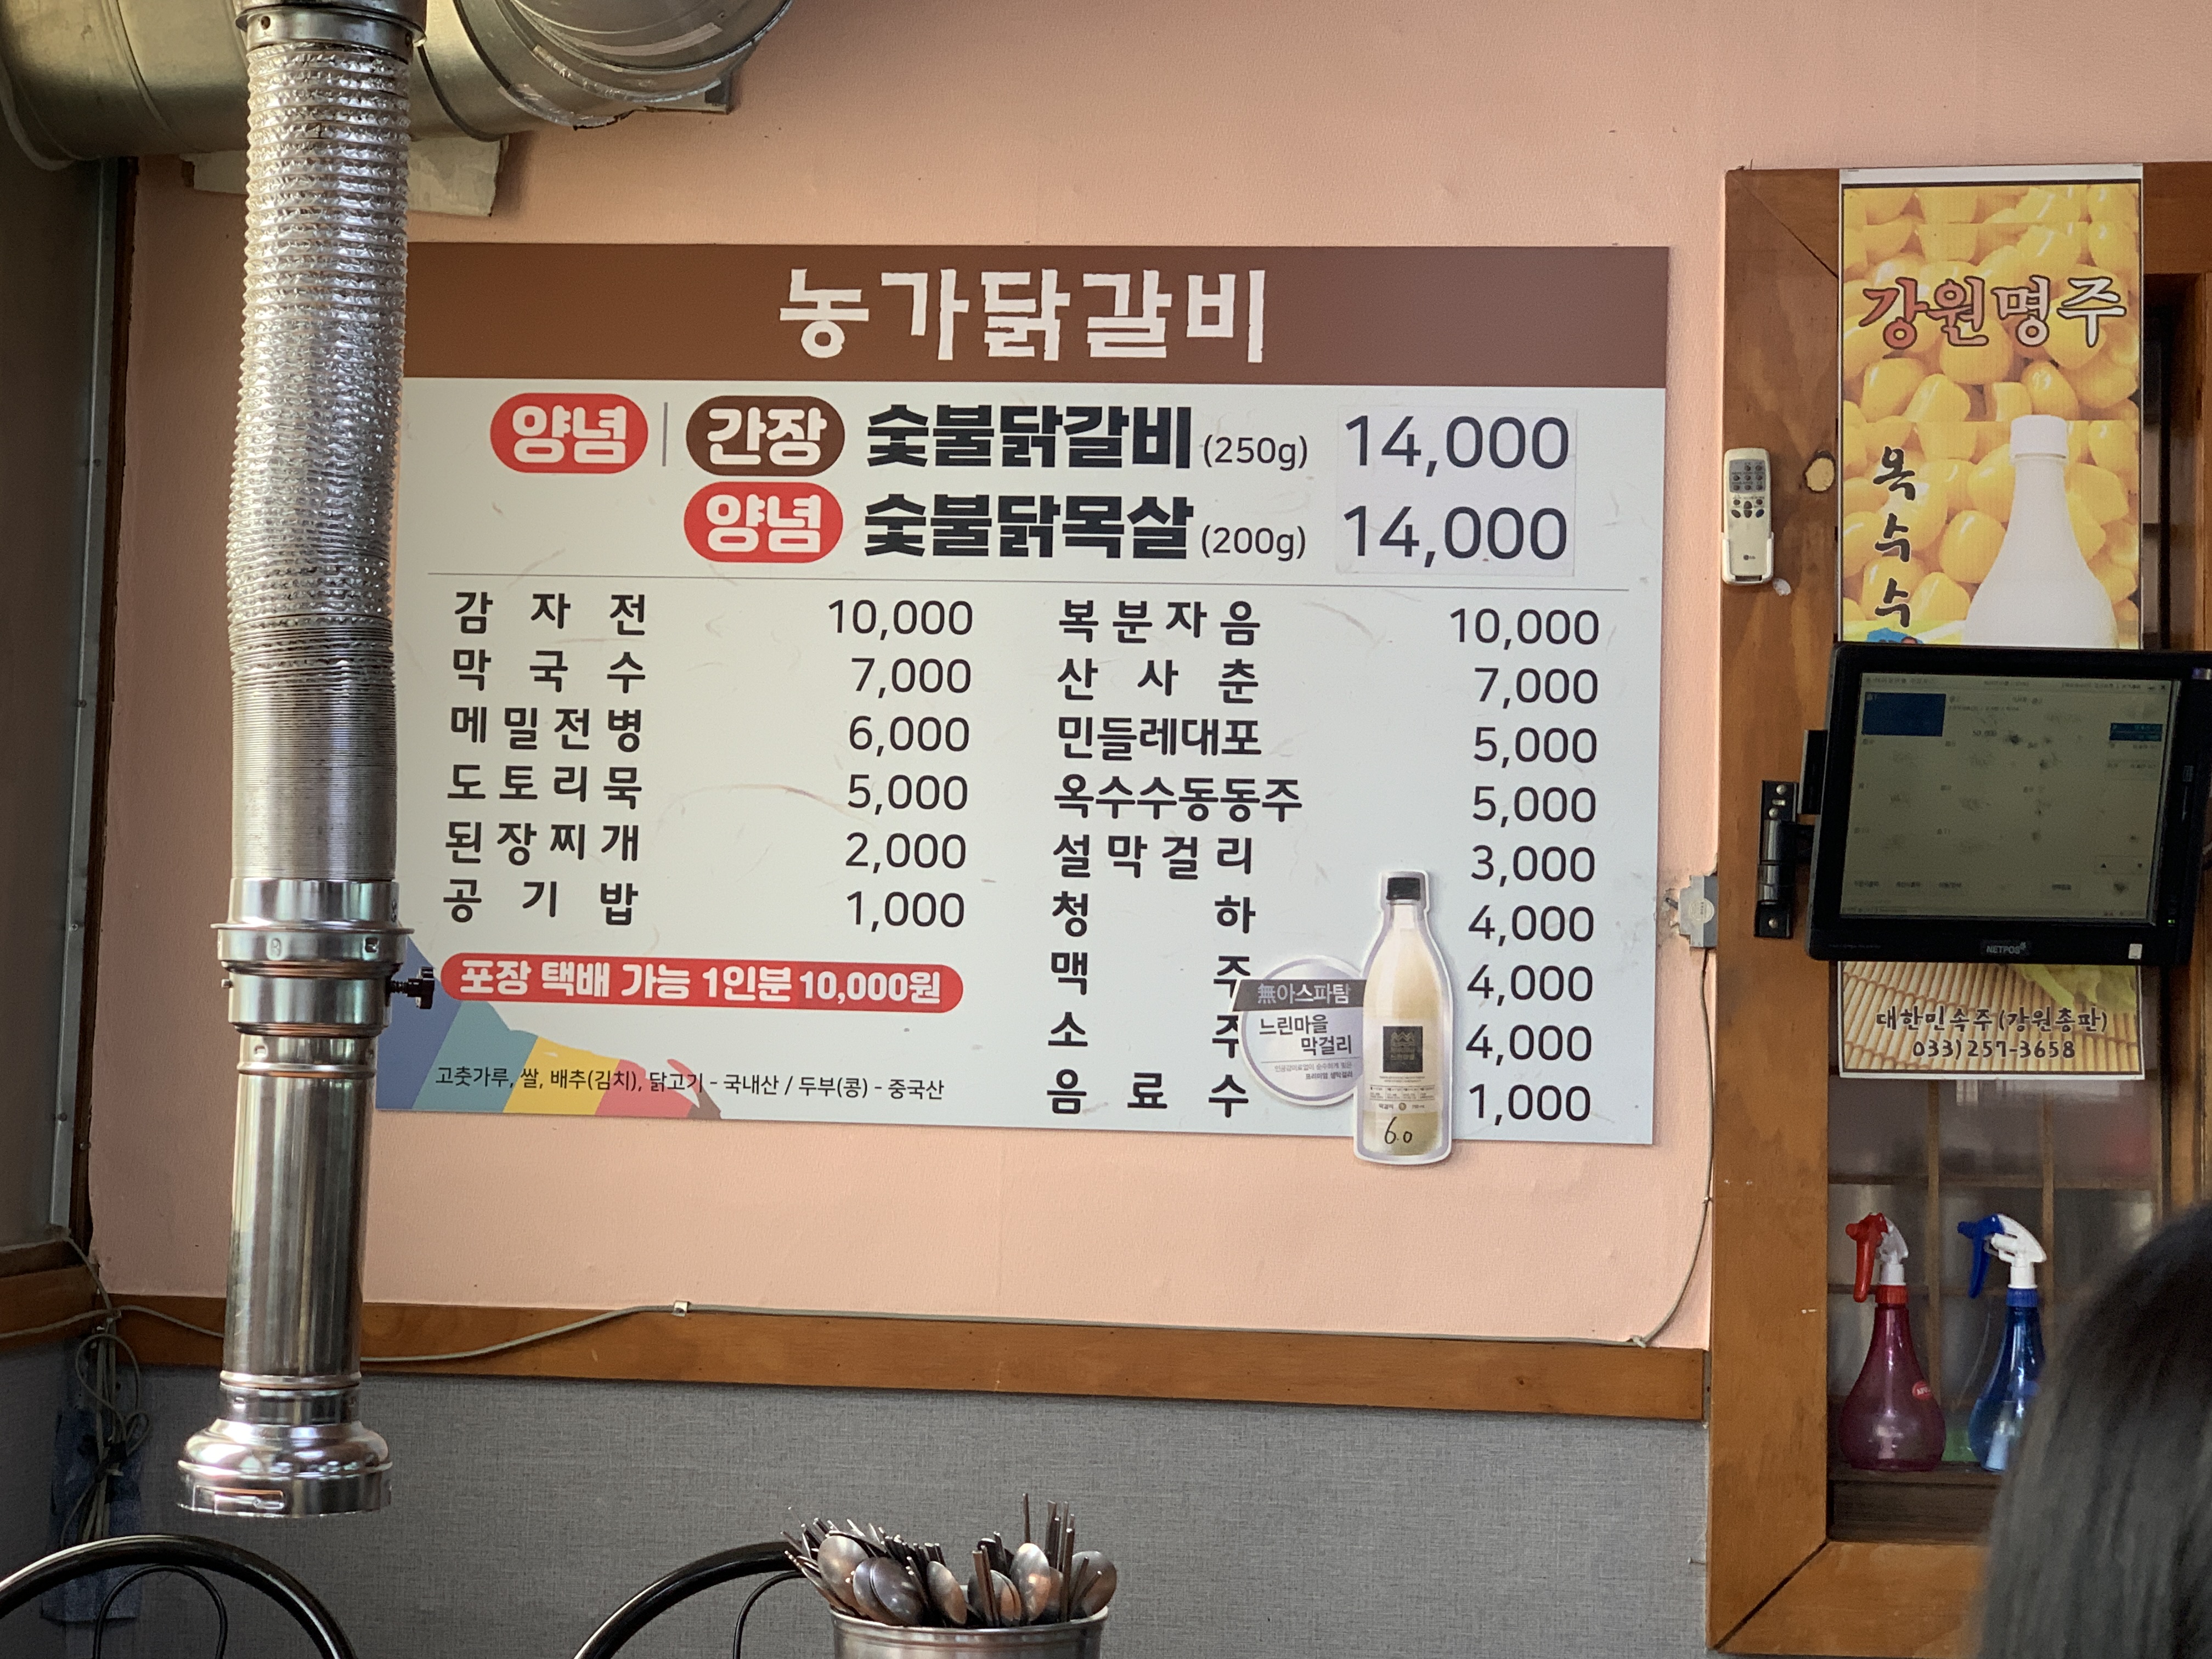 농가닭갈비
양념 간장 숯불닭갈비 (250g) 14,000
양념 숯불닭목살 (200g) 14,000
감자전 10,000
막국수 7,000
메밀전병 6,000
도토리묵 5,000
된장찌개 2,000
공기밥 1,000
포장 택배 가능 1인분 10,000원
고춧가루, 쌀, 배추(김치), 닭고기 - 국내산 / 두부(콩) - 중국산
복분자음 10,000
산사춘 7,000
민들레대포 5,000
옥수수동동주 5,000
설막걸리 3,000
청하 4,000
맥주 4,000
소주 4,000
음료수 1,000
無아스파탐
느린마을
막걸리
6.0
강원명주
옥수수
NETPOS
대한민속주(강원총판)
033)257-3658